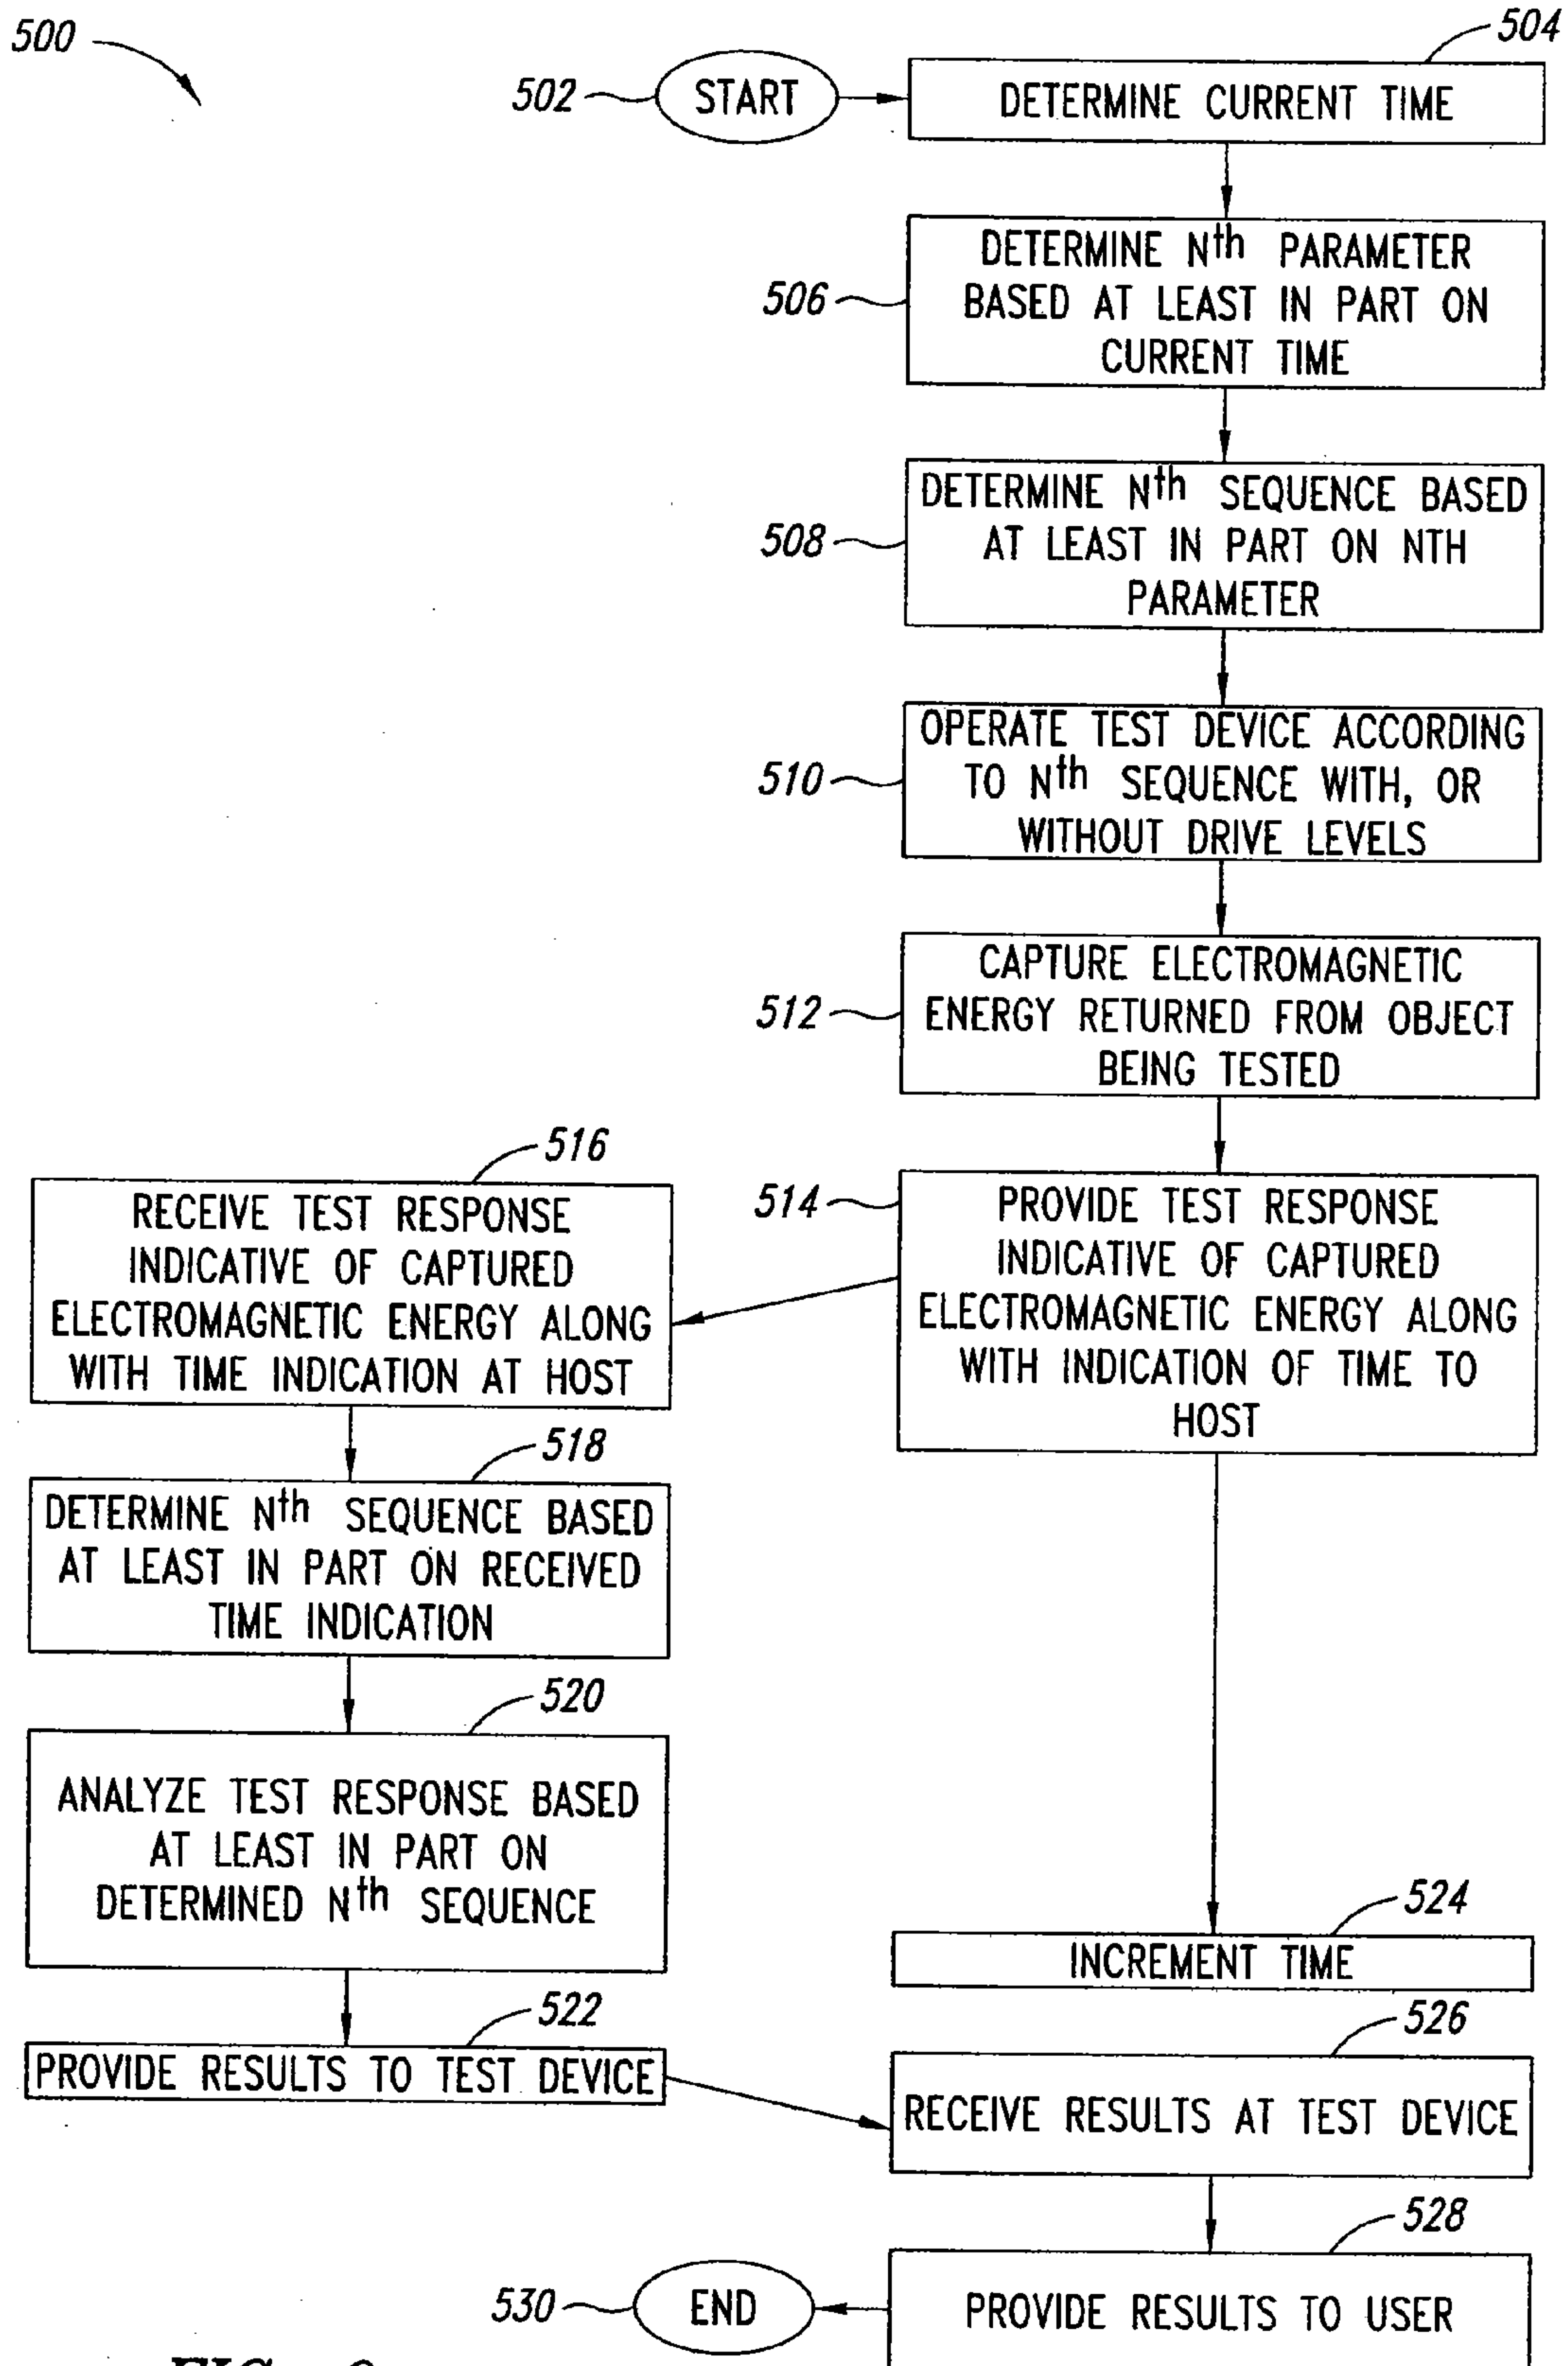 500
502
START
504
DETERMINE CURRENT TIME
506
DETERMINE Nth PARAMETER
BASED AT LEAST IN PART ON
CURRENT TIME
508
DETERMINE Nth SEQUENCE BASED
AT LEAST IN PART ON NTH
PARAMETER
510
OPERATE TEST DEVICE ACCORDING
TO Nth SEQUENCE WITH, OR
WITHOUT DRIVE LEVELS
512
CAPTURE ELECTROMAGNETIC
ENERGY RETURNED FROM OBJECT
BEING TESTED
514
PROVIDE TEST RESPONSE
INDICATIVE OF CAPTURED
ELECTROMAGNETIC ENERGY ALONG
WITH INDICATION OF TIME TO
HOST
516
RECEIVE TEST RESPONSE
INDICATIVE OF CAPTURED
ELECTROMAGNETIC ENERGY ALONG
WITH TIME INDICATION AT HOST
518
DETERMINE Nth SEQUENCE BASED
AT LEAST IN PART ON RECEIVED
TIME INDICATION
520
ANALYZE TEST RESPONSE BASED
AT LEAST IN PART ON
DETERMINED Nth SEQUENCE
522
PROVIDE RESULTS TO TEST DEVICE
524
INCREMENT TIME
526
RECEIVE RESULTS AT TEST DEVICE
528
PROVIDE RESULTS TO USER
530
END